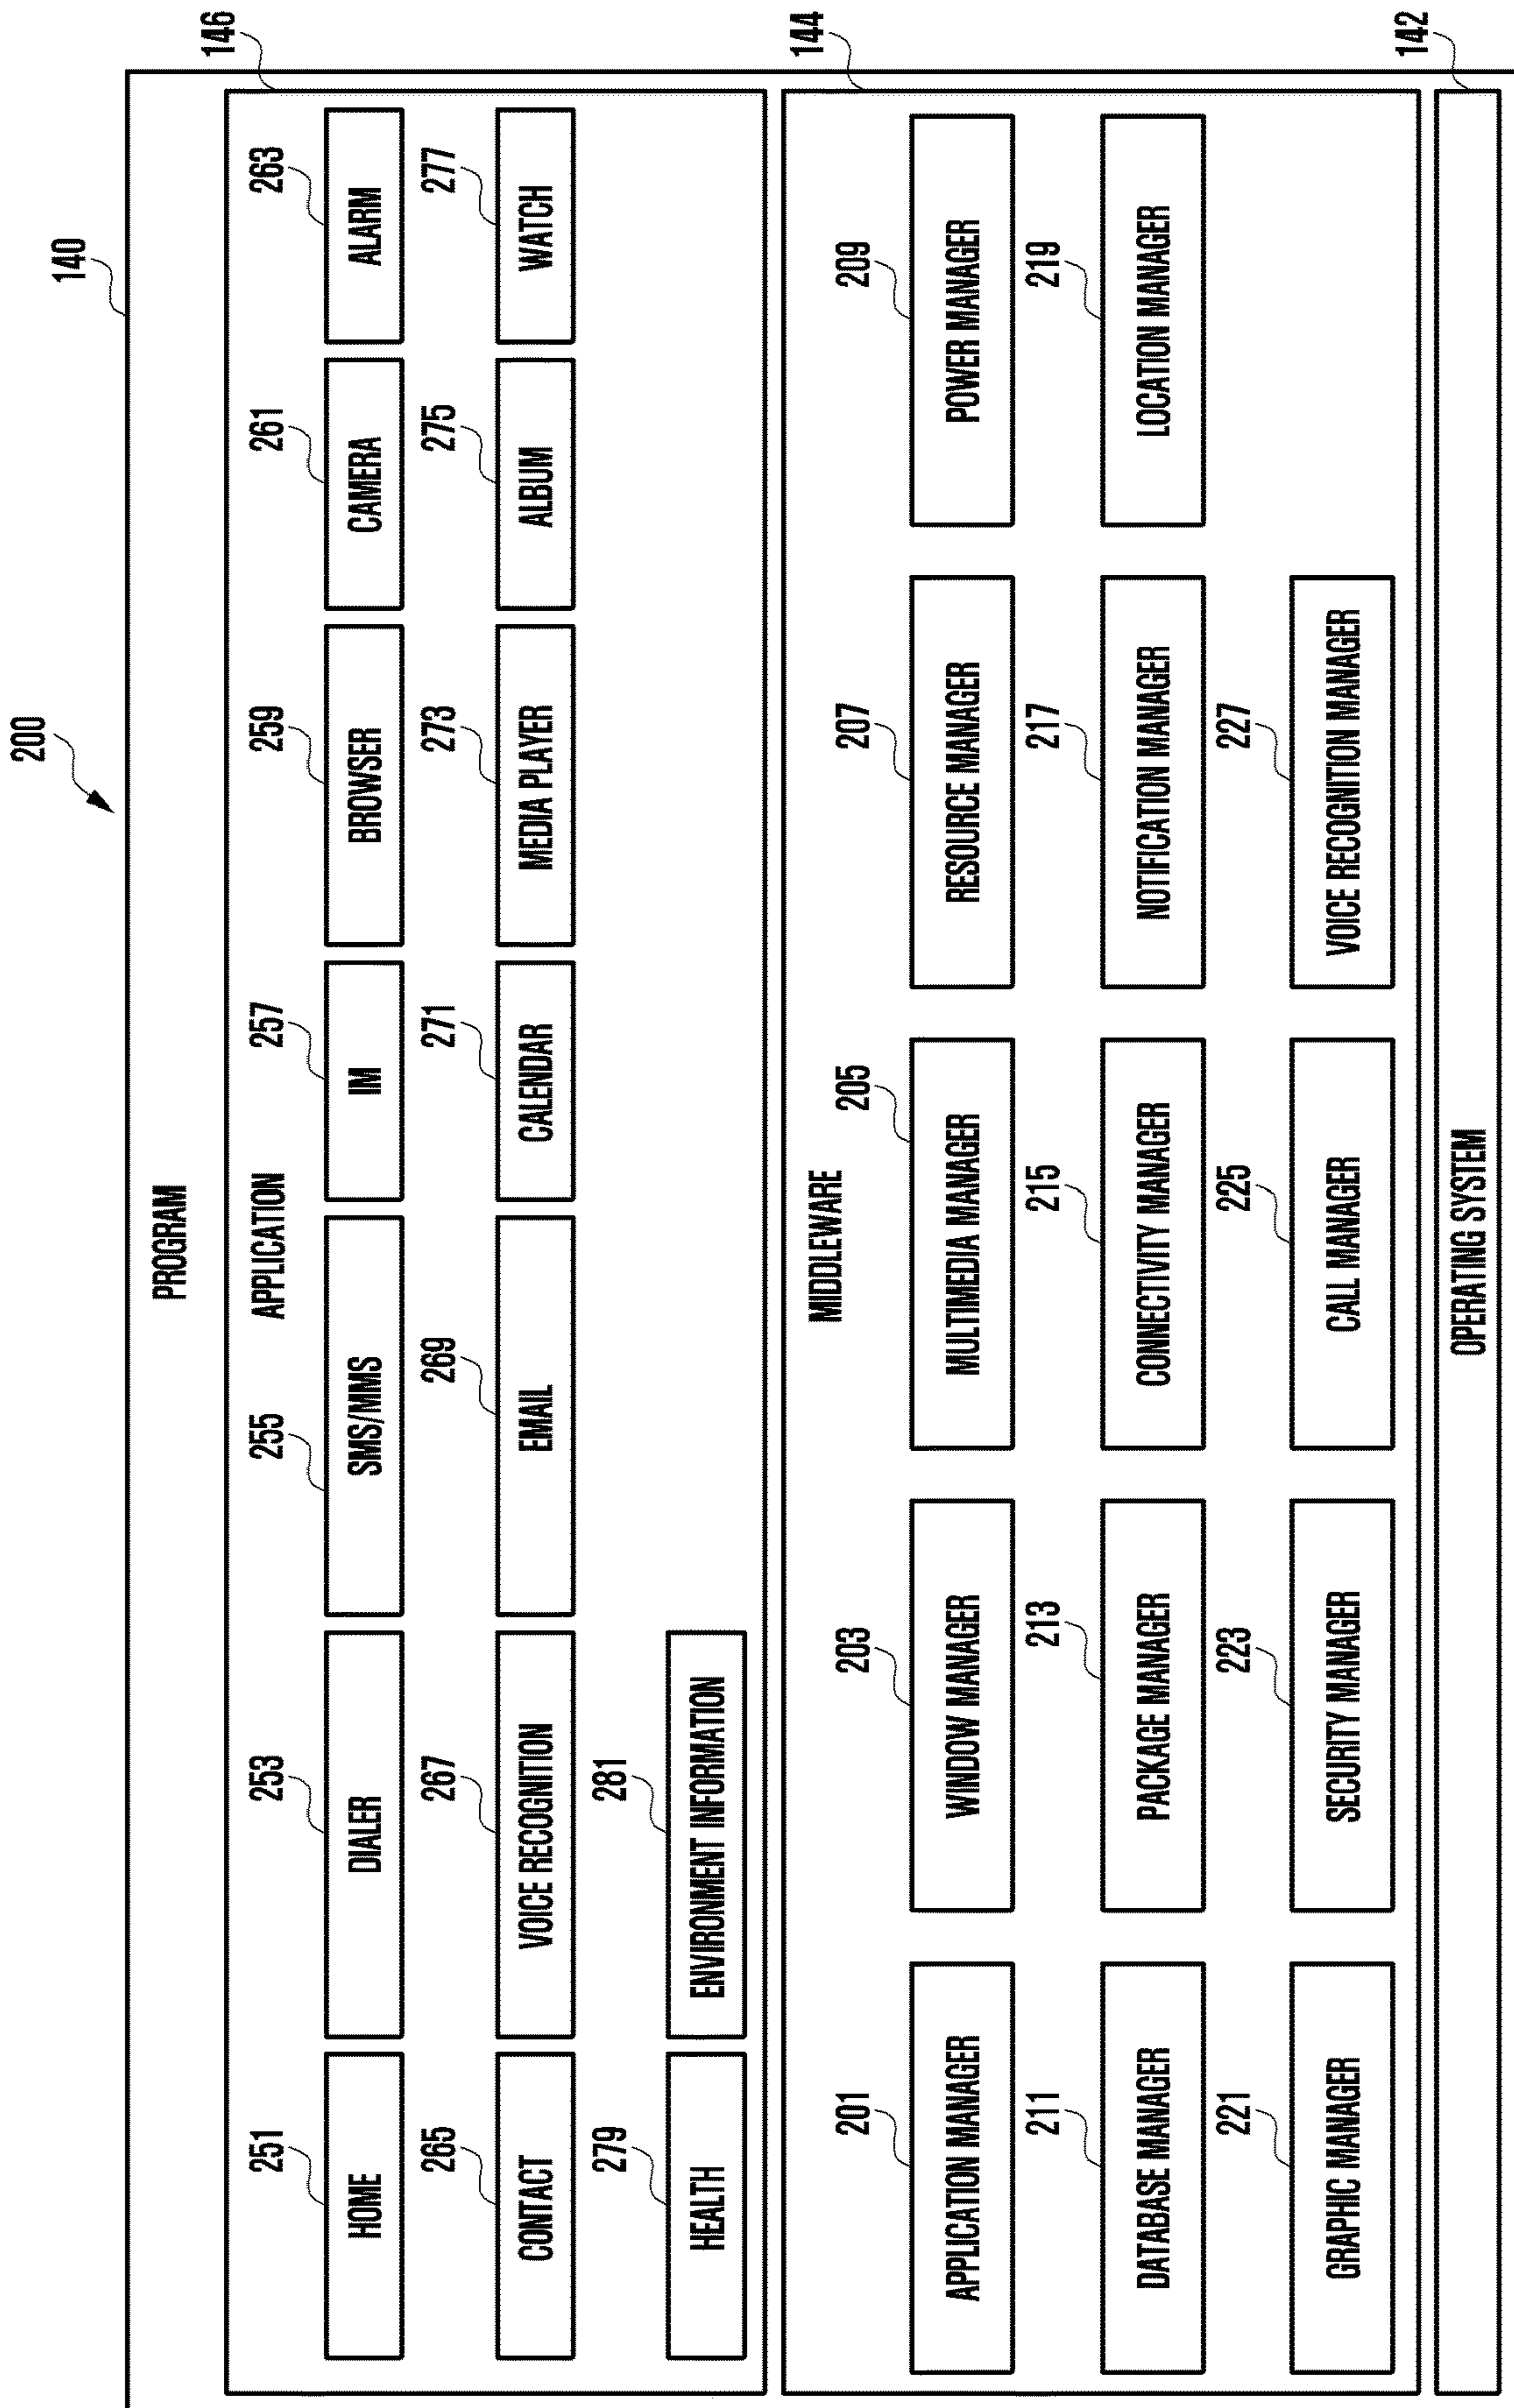 200
140
PROGRAM
146
APPLICATION
251
253
255
257
259
261
263
HOME
DIALER
SMS/MMS
IM
BROWSER
CAMERA
ALARM
265
267
269
271
273
275
277
CONTACT
VOICE RECOGNITION
EMAIL
CALENDAR
MEDIA PLAYER
ALBUM
WATCH
279
281
HEALTH
ENVIRONMENT INFORMATION
144
MIDDLEWARE
201
203
205
207
209
APPLICATION MANAGER
WINDOW MANAGER
MULTIMEDIA MANAGER
RESOURCE MANAGER
POWER MANAGER
211
213
215
217
219
DATABASE MANAGER
PACKAGE MANAGER
CONNECTIVITY MANAGER
NOTIFICATION MANAGER
LOCATION MANAGER
221
223
225
227
GRAPHIC MANAGER
SECURITY MANAGER
CALL MANAGER
VOICE RECOGNITION MANAGER
142
OPERATING SYSTEM